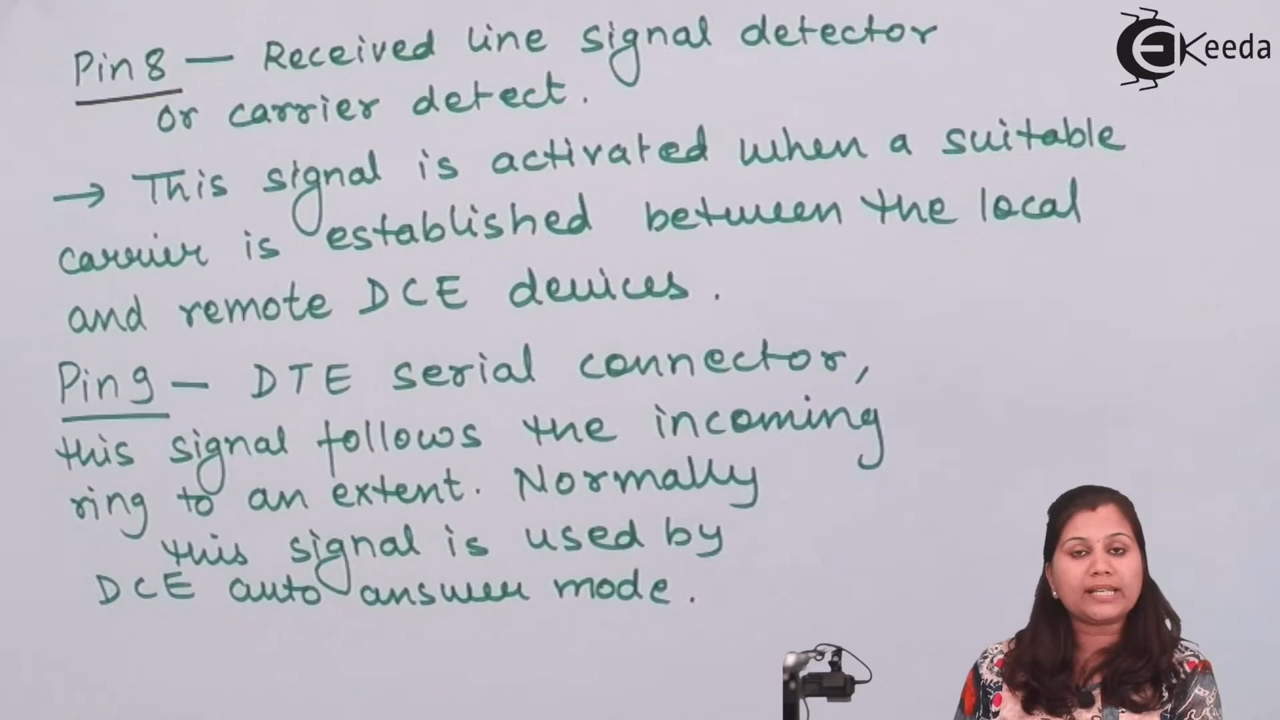 Pin 8 — Received line signal detector
or carrier detect.
→ This signal is activated when a suitable
carrier is established between the local
and remote DCE devices.
Pin 9 — DTE serial connector,
this signal follows the incoming
ring to an extent. Normally
this signal is used by
DCE auto answer mode.
Ekeeda